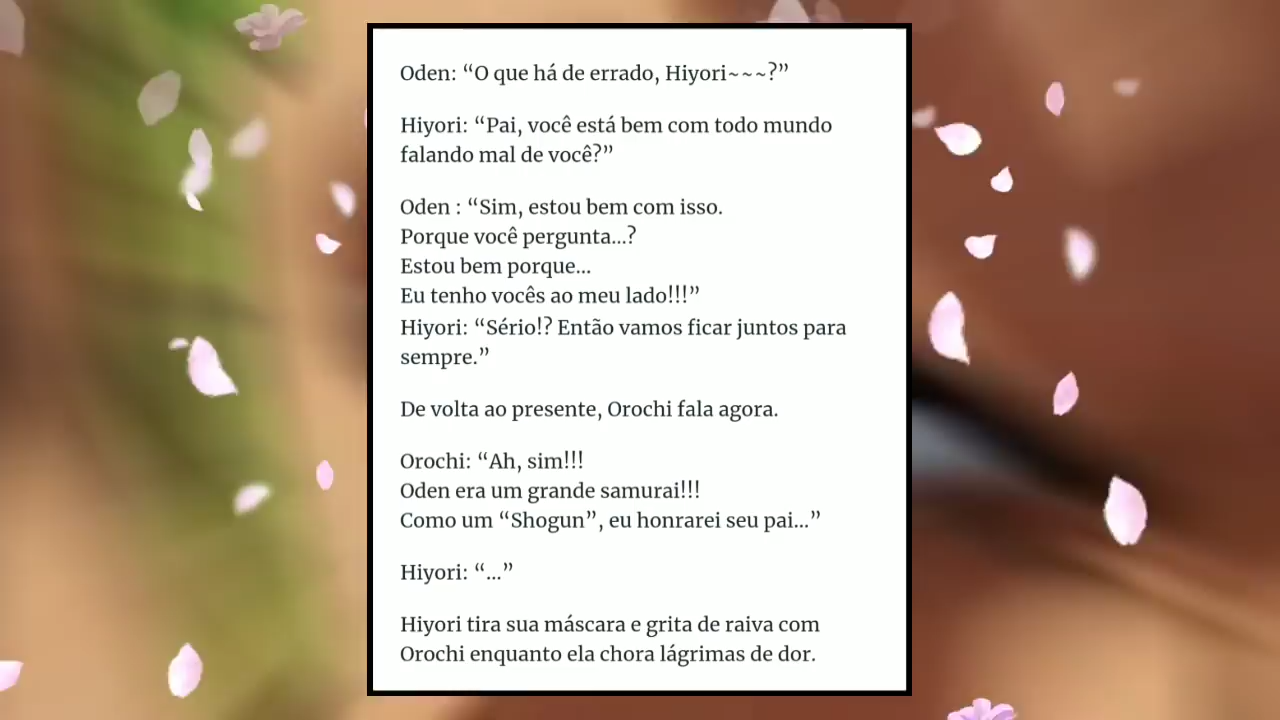 Oden: “O que há de errado, Hiyori~~~?”
Hiyori: “Pai, você está bem com todo mundo
falando mal de você?”
Oden : “Sim, estou bem com isso.
Porque você pergunta...?
Estou bem porque...
Eu tenho vocês ao meu lado!!!”
Hiyori: “Sério!? Então vamos ficar juntos para
sempre.”
De volta ao presente, Orochi fala agora.
Orochi: “Ah, sim!!!
Oden era um grande samurai!!!
Como um “Shogun”, eu honrarei seu pai...”
Hiyori: “...”
Hiyori tira sua máscara e grita de raiva com
Orochi enquanto ela chora lágrimas de dor.